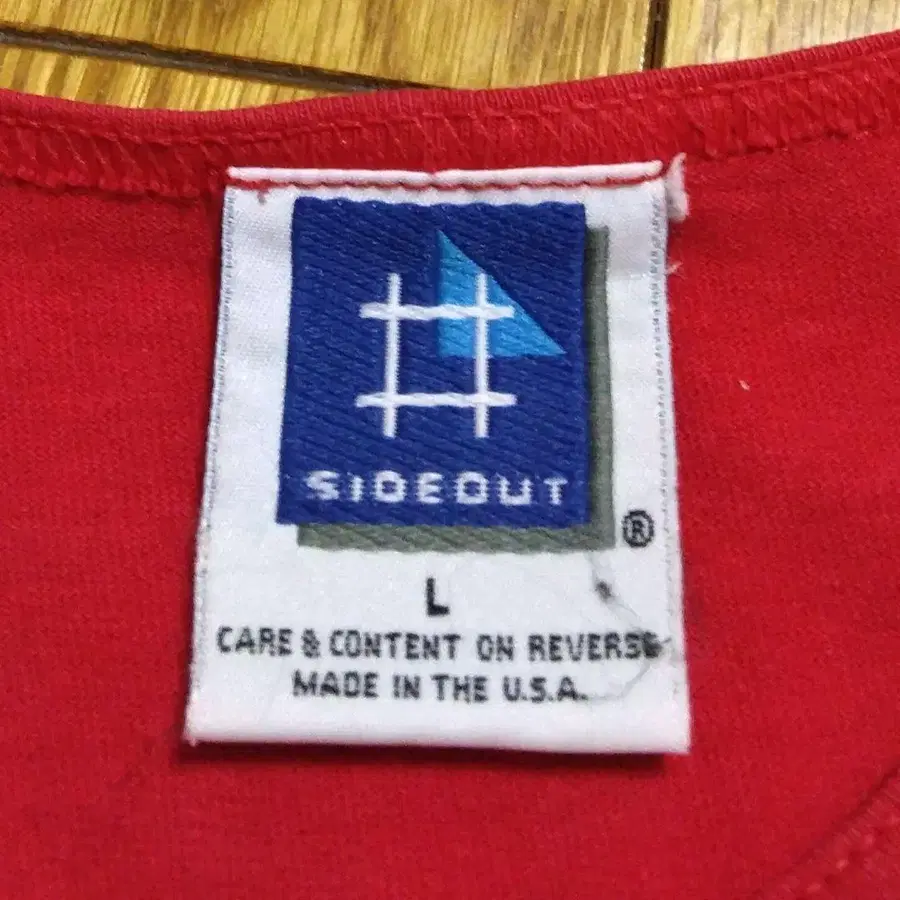 SIDEOUT
®
L
CARE & CONTENT ON REVERSE
MADE IN THE U.S.A.